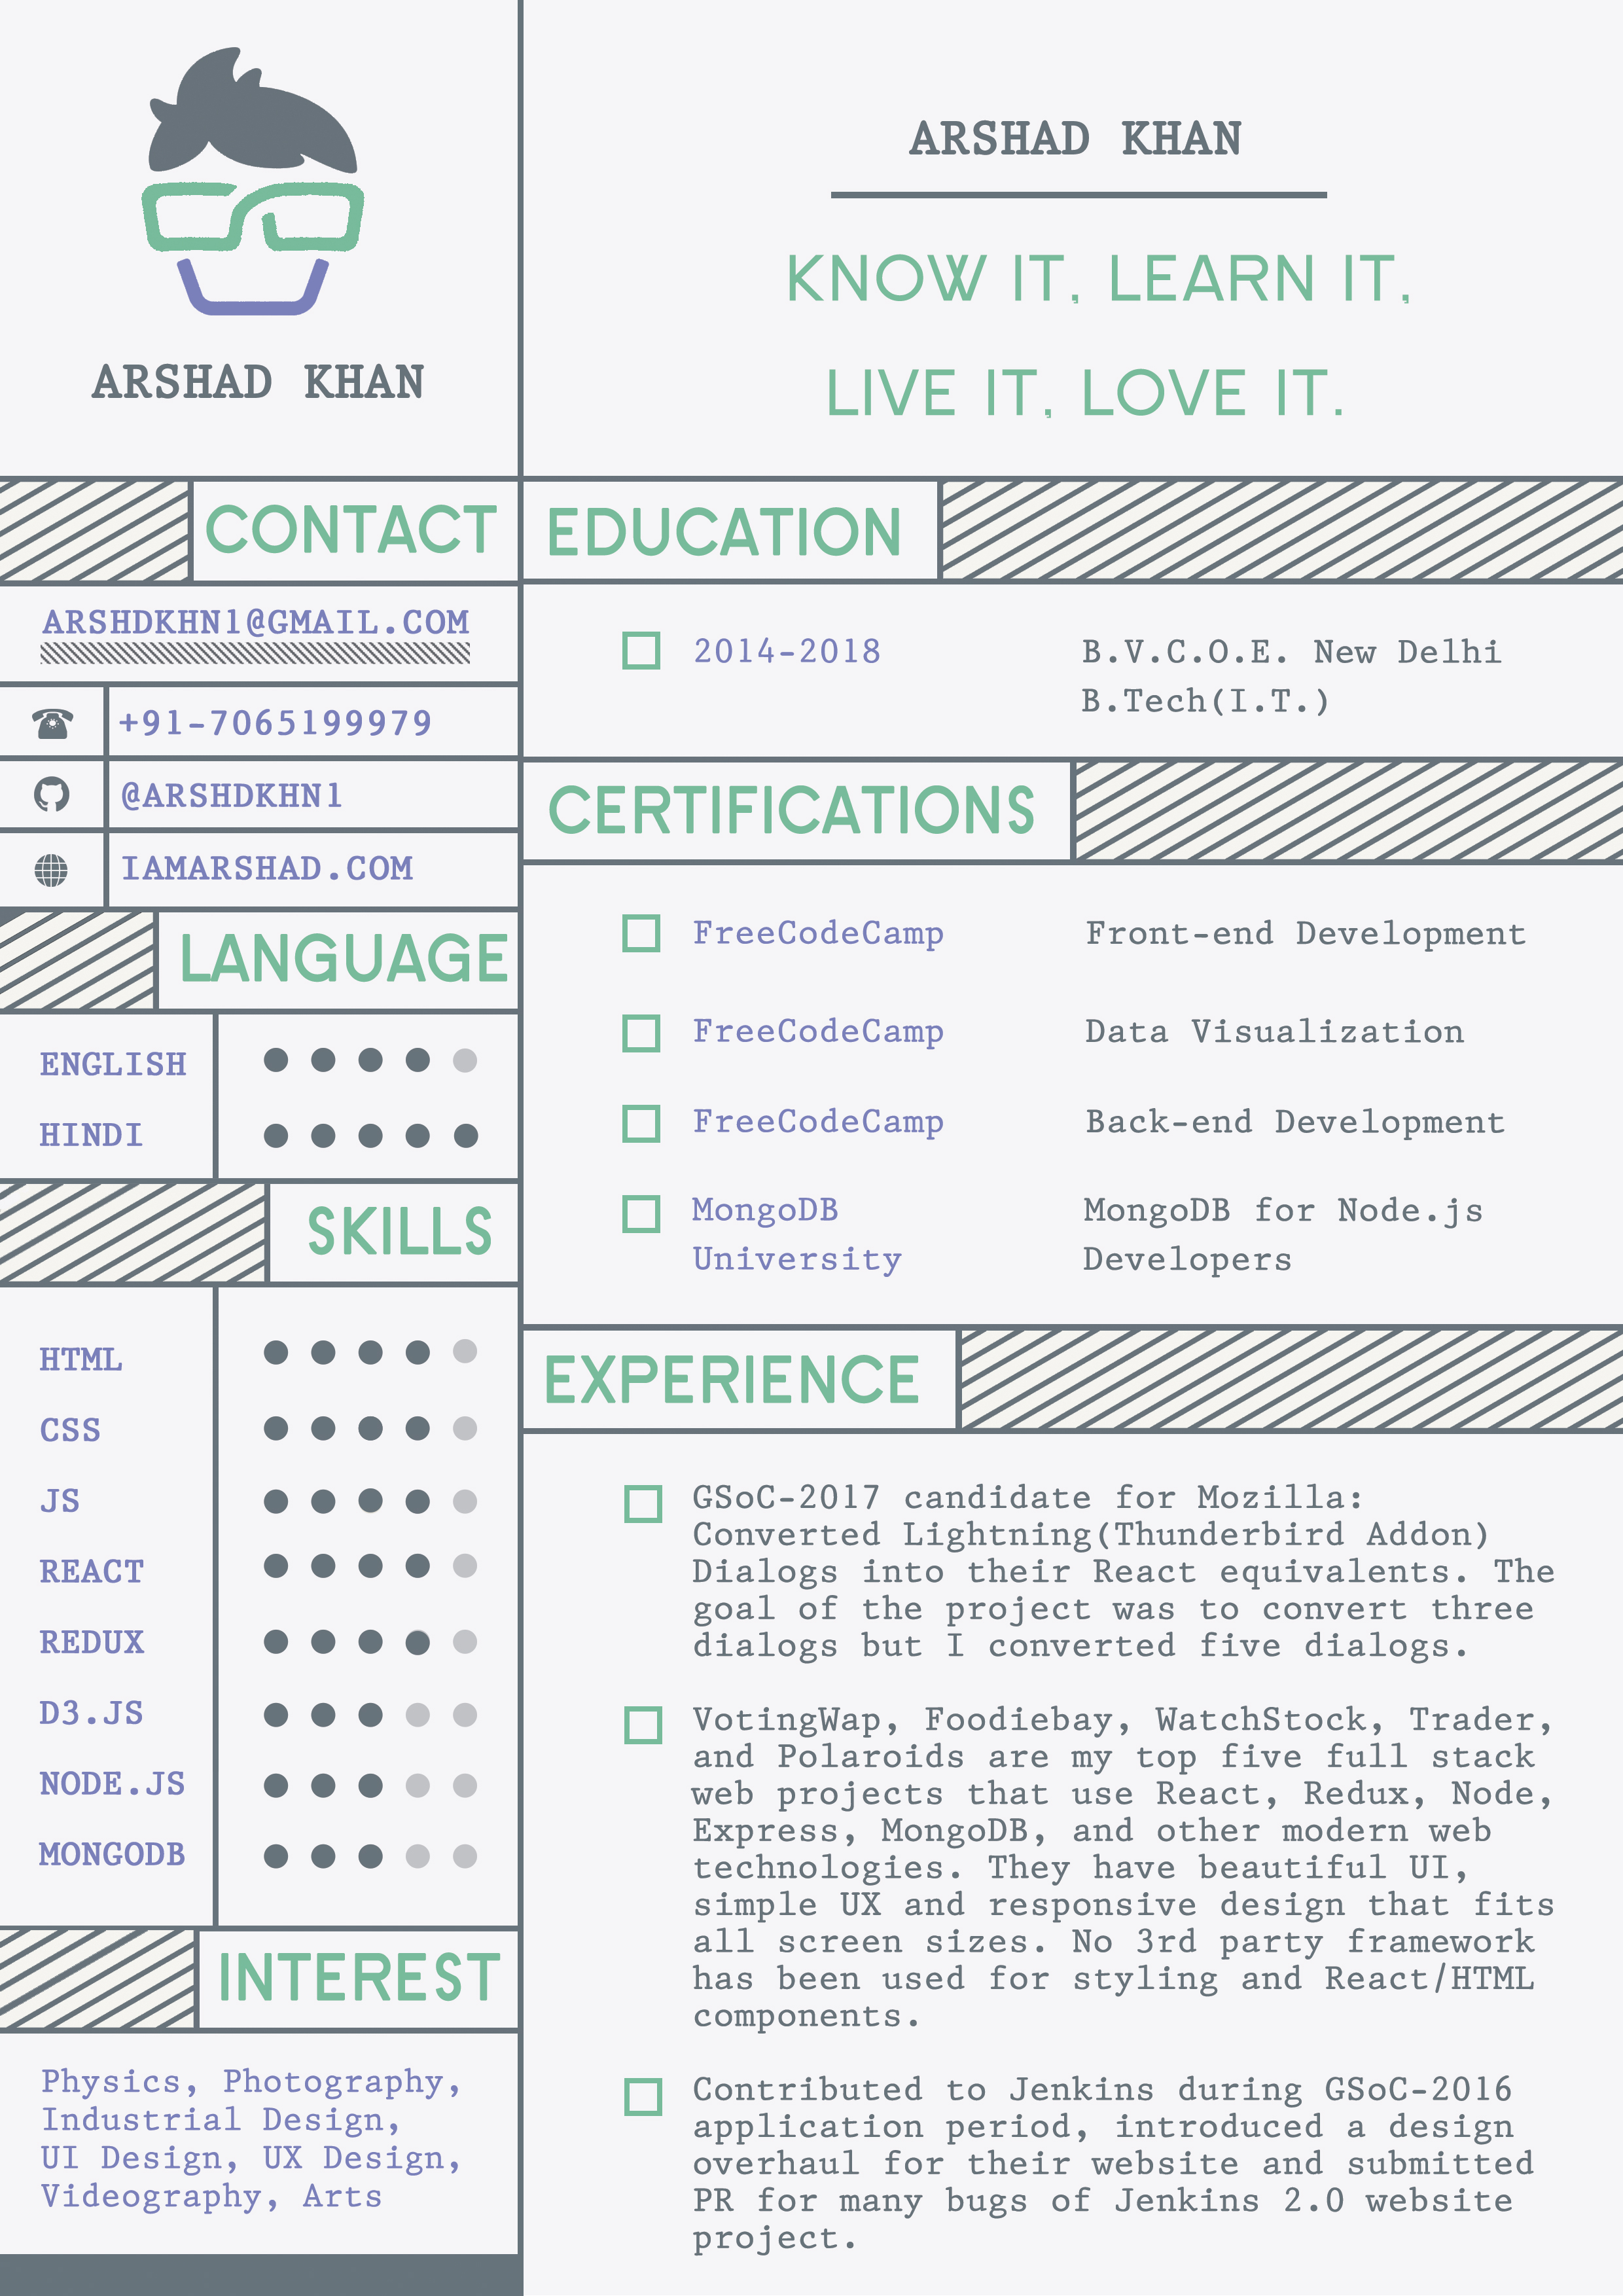 ARSHAD KHAN
ARSHAD KHAN
KNOW IT, LEARN IT,
LIVE IT, LOVE IT.
CONTACT
ARSHDKHN1@GMAIL.COM
+91-7065199979
@ARSHDKHN1
IAMARSHAD.COM
LANGUAGE
ENGLISH
HINDI
SKILLS
HTML
CSS
JS
REACT
REDUX
D3.JS
NODE.JS
MONGODB
INTEREST
Physics, Photography,
Industrial Design,
UI Design, UX Design,
Videography, Arts
EDUCATION
2014-2018 B.V.C.O.E. New Delhi
B.Tech(I.T.)
CERTIFICATIONS
FreeCodeCamp Front-end Development
FreeCodeCamp Data Visualization
FreeCodeCamp Back-end Development
MongoDB MongoDB for Node.js
University Developers
EXPERIENCE
GSoC-2017 candidate for Mozilla:
Converted Lightning(Thunderbird Addon)
Dialogs into their React equivalents. The
goal of the project was to convert three
dialogs but I converted five dialogs.
VotingWap, Foodiebay, WatchStock, Trader,
and Polaroids are my top five full stack
web projects that use React, Redux, Node,
Express, MongoDB, and other modern web
technologies. They have beautiful UI,
simple UX and responsive design that fits
all screen sizes. No 3rd party framework
has been used for styling and React/HTML
components.
Contributed to Jenkins during GSoC-2016
application period, introduced a design
overhaul for their website and submitted
PR for many bugs of Jenkins 2.0 website
project.